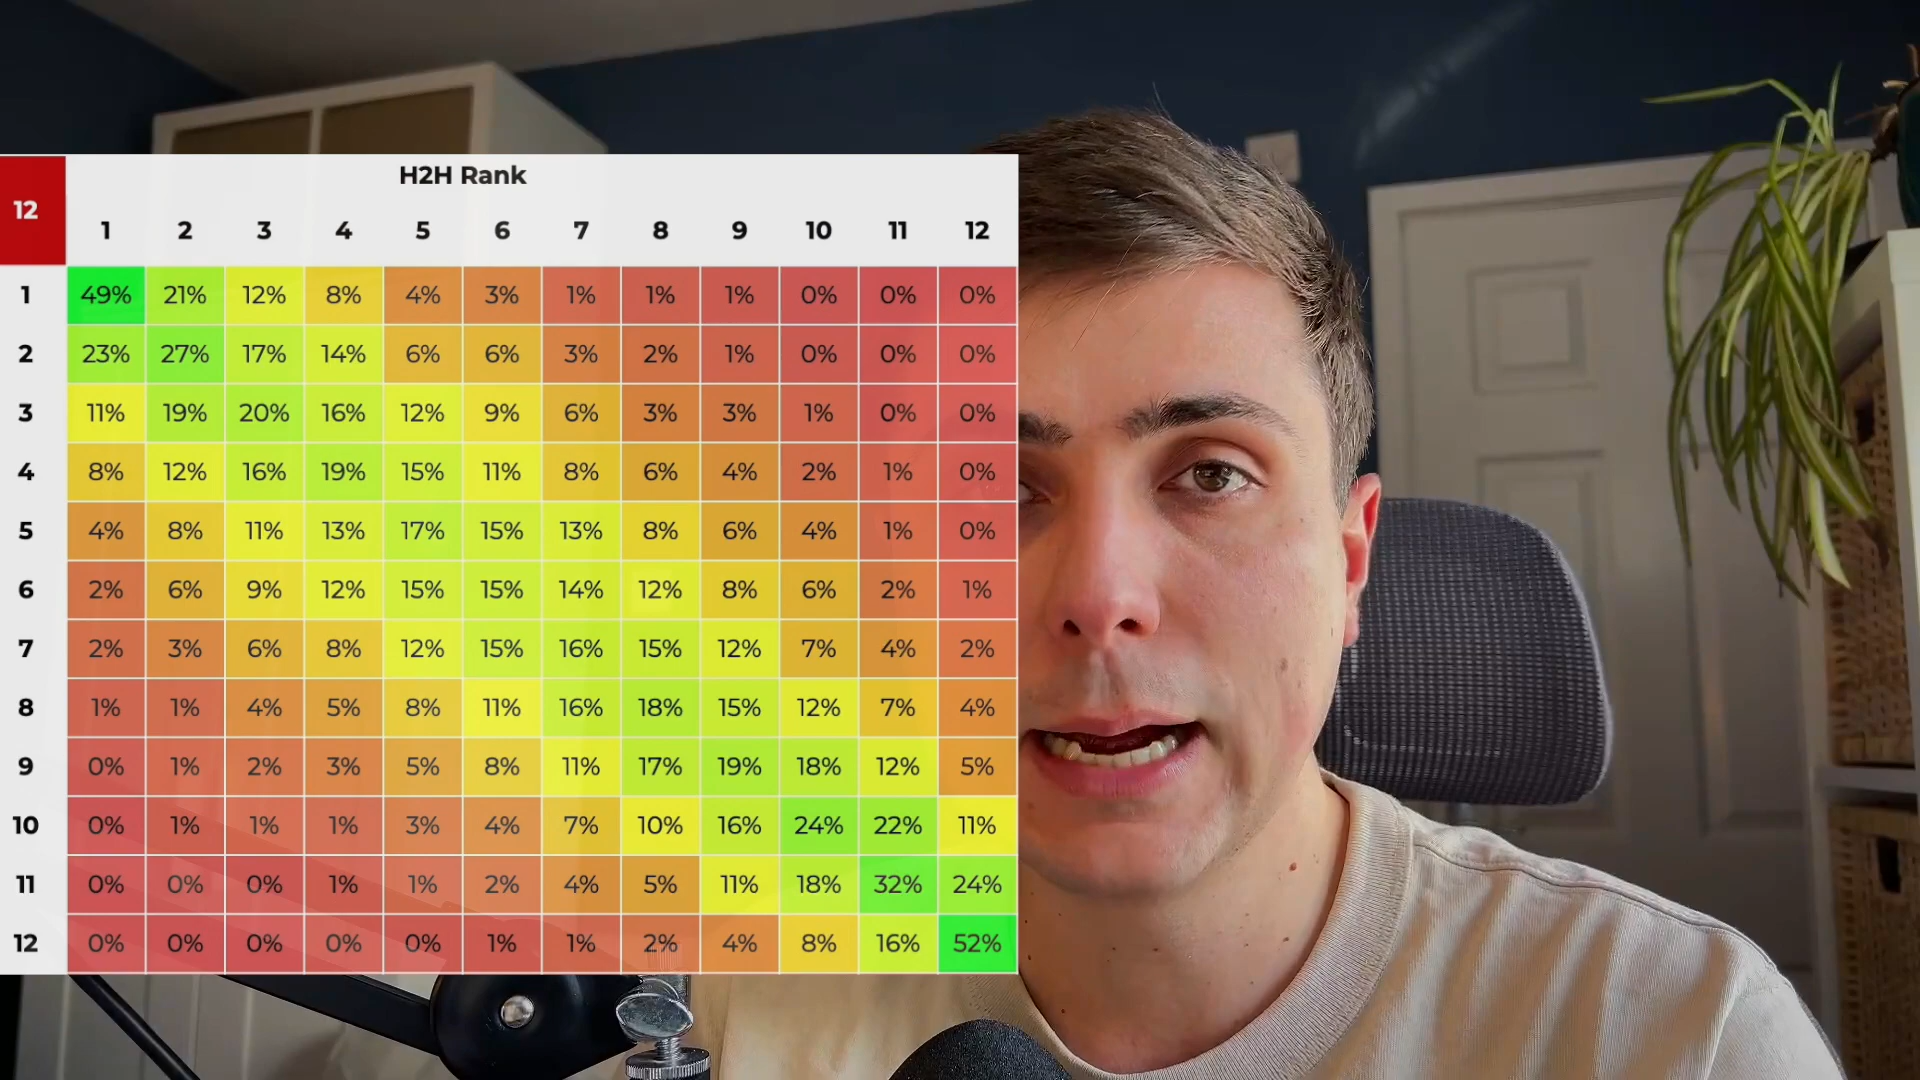 H2H Rank
12 1 2 3 4 5 6 7 8 9 10 11 12
1 49% 21% 12% 8% 4% 3% 1% 1% 1% 0% 0% 0%
2 23% 27% 17% 14% 6% 6% 3% 2% 1% 0% 0% 0%
3 11% 19% 20% 16% 12% 9% 6% 3% 3% 1% 0% 0%
4 8% 12% 16% 19% 15% 11% 8% 6% 4% 2% 1% 0%
5 4% 8% 11% 13% 17% 15% 13% 8% 6% 4% 1% 0%
6 2% 6% 9% 12% 15% 15% 14% 12% 8% 6% 2% 1%
7 2% 3% 6% 8% 12% 15% 16% 15% 12% 7% 4% 2%
8 1% 1% 4% 5% 8% 11% 16% 18% 15% 12% 7% 4%
9 0% 1% 2% 3% 5% 8% 11% 17% 19% 18% 12% 5%
10 0% 1% 1% 1% 3% 4% 7% 10% 16% 24% 22% 11%
11 0% 0% 0% 1% 1% 2% 4% 5% 11% 18% 32% 24%
12 0% 0% 0% 0% 0% 1% 1% 2% 4% 8% 16% 52%